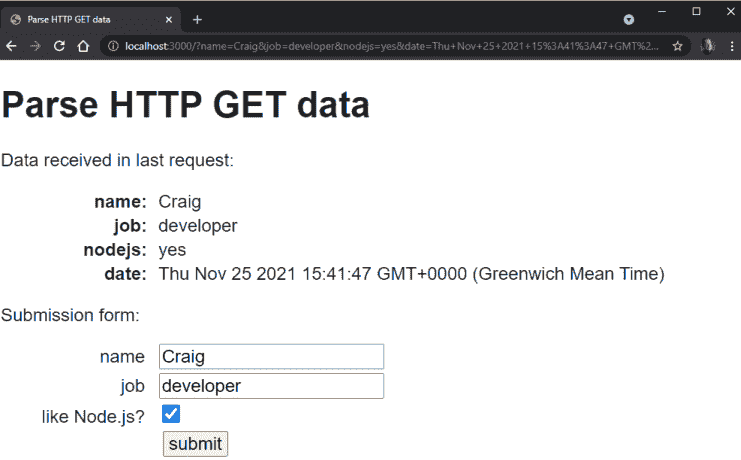 Parse HTTP GET data
localhost:3000/?name=Craig&job=developer&nodejs=yes&date=Thu+Nov+25+2021+15%3A41%3A47+GMT%2...
Parse HTTP GET data
Data received in last request:
name: Craig
job: developer
nodejs: yes
date: Thu Nov 25 2021 15:41:47 GMT+0000 (Greenwich Mean Time)
Submission form:
name Craig
job developer
like Node.js?
submit